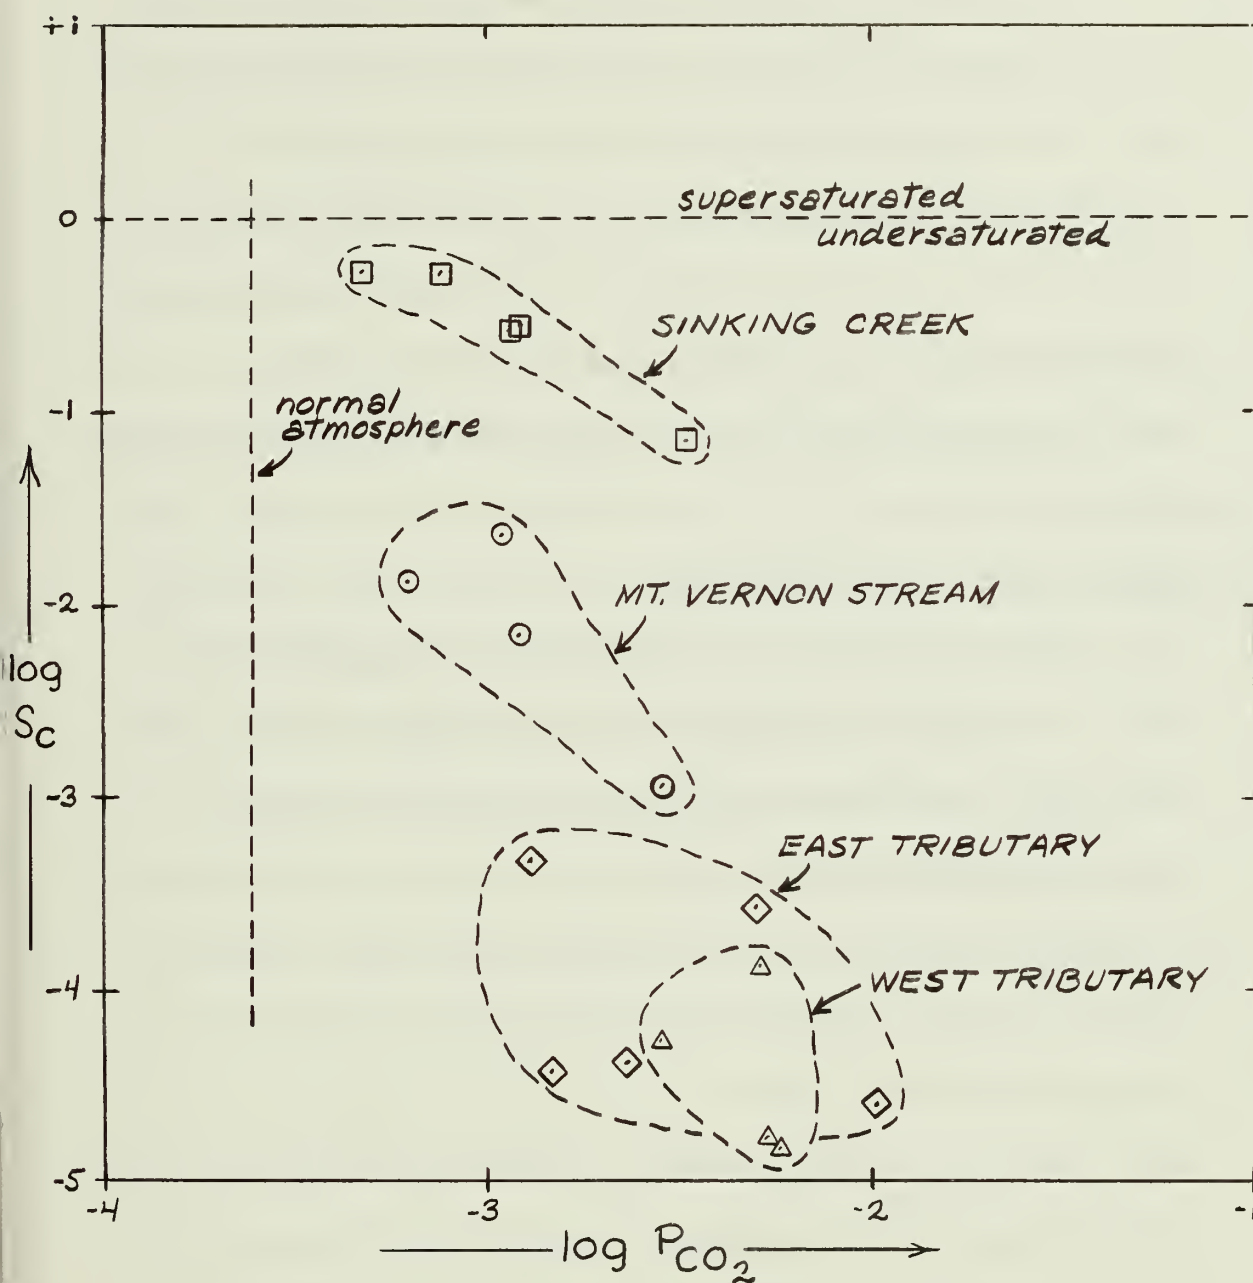 +1
0
-1
-2
-3
-4
-5
log
Sc
supersaturated
undersaturated
SINKING CREEK
normal
atmosphere
MT. VERNON STREAM
EAST TRIBUTARY
WEST TRIBUTARY
-4
-3
-2
log PCO2